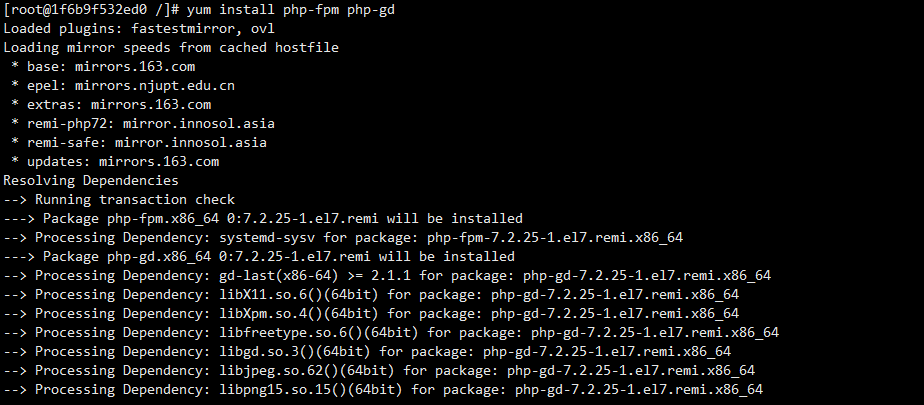 [root@1f6b9f532ed0 /]# yum install php-fpm php-gd
Loaded plugins: fastestmirror, ovl
Loading mirror speeds from cached hostfile
 * base: mirrors.163.com
 * epel: mirrors.njupt.edu.cn
 * extras: mirrors.163.com
 * remi-php72: mirror.innosol.asia
 * remi-safe: mirror.innosol.asia
 * updates: mirrors.163.com
Resolving Dependencies
--> Running transaction check
---> Package php-fpm.x86_64 0:7.2.25-1.el7.remi will be installed
--> Processing Dependency: systemd-sysv for package: php-fpm-7.2.25-1.el7.remi.x86_64
---> Package php-gd.x86_64 0:7.2.25-1.el7.remi will be installed
--> Processing Dependency: gd-last(x86-64) >= 2.1.1 for package: php-gd-7.2.25-1.el7.remi.x86_64
--> Processing Dependency: libX11.so.6()(64bit) for package: php-gd-7.2.25-1.el7.remi.x86_64
--> Processing Dependency: libXpm.so.4()(64bit) for package: php-gd-7.2.25-1.el7.remi.x86_64
--> Processing Dependency: libfreetype.so.6()(64bit) for package: php-gd-7.2.25-1.el7.remi.x86_64
--> Processing Dependency: libgd.so.3()(64bit) for package: php-gd-7.2.25-1.el7.remi.x86_64
--> Processing Dependency: libjpeg.so.62()(64bit) for package: php-gd-7.2.25-1.el7.remi.x86_64
--> Processing Dependency: libpng15.so.15()(64bit) for package: php-gd-7.2.25-1.el7.remi.x86_64